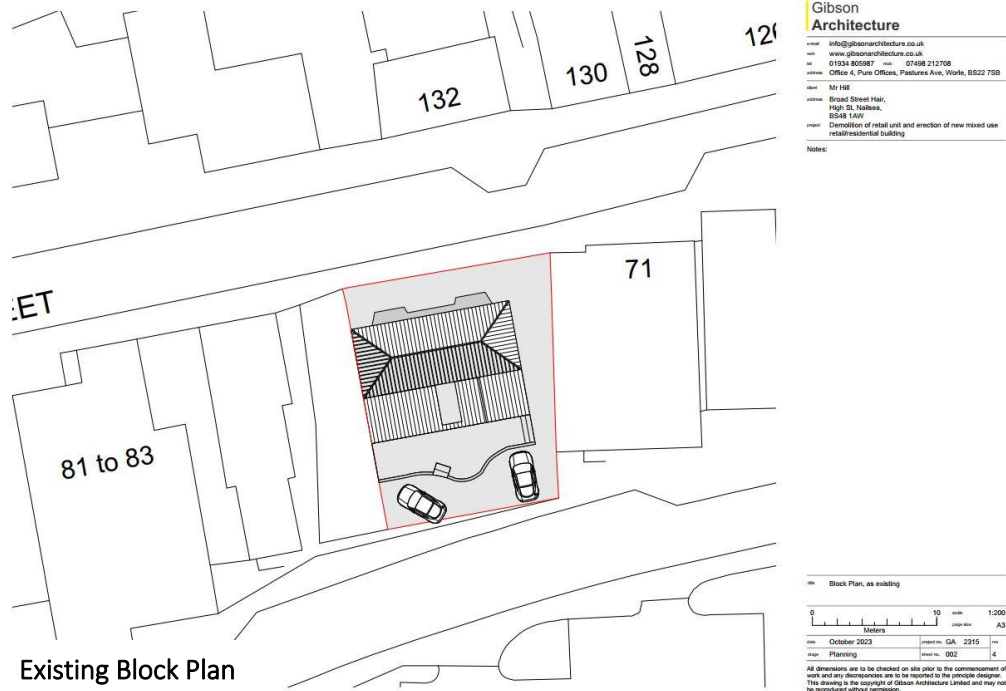 126
128
130
132
71
EET
81 to 83
Existing Block Plan
Gibson
Architecture
e-mail info@gibsonarchitecture.co.uk
web www.gibsonarchitecture.co.uk
tel 01934 805987 mob 07498 212708
address Office 4, Pure Offices, Pastures Ave, Worle, BS22 7SB
client Mr Hill
address Broad Street Hair,
High St, Nailsea,
BS48 1AW
project Demolition of retail unit and erection of new mixed use
retail/residential building
Notes:
title Block Plan, as existing
0 10 scale 1:200
Meters page size A3
date October 2023 project no. GA 2315 rev
stage Planning sheet no. 002 4
All dimensions are to be checked on site prior to the commencement of
work and any discrepancies are to be reported to the principle designer.
This drawing is the copyright of Gibson Architecture Limited and may not
be reproduced without permission.